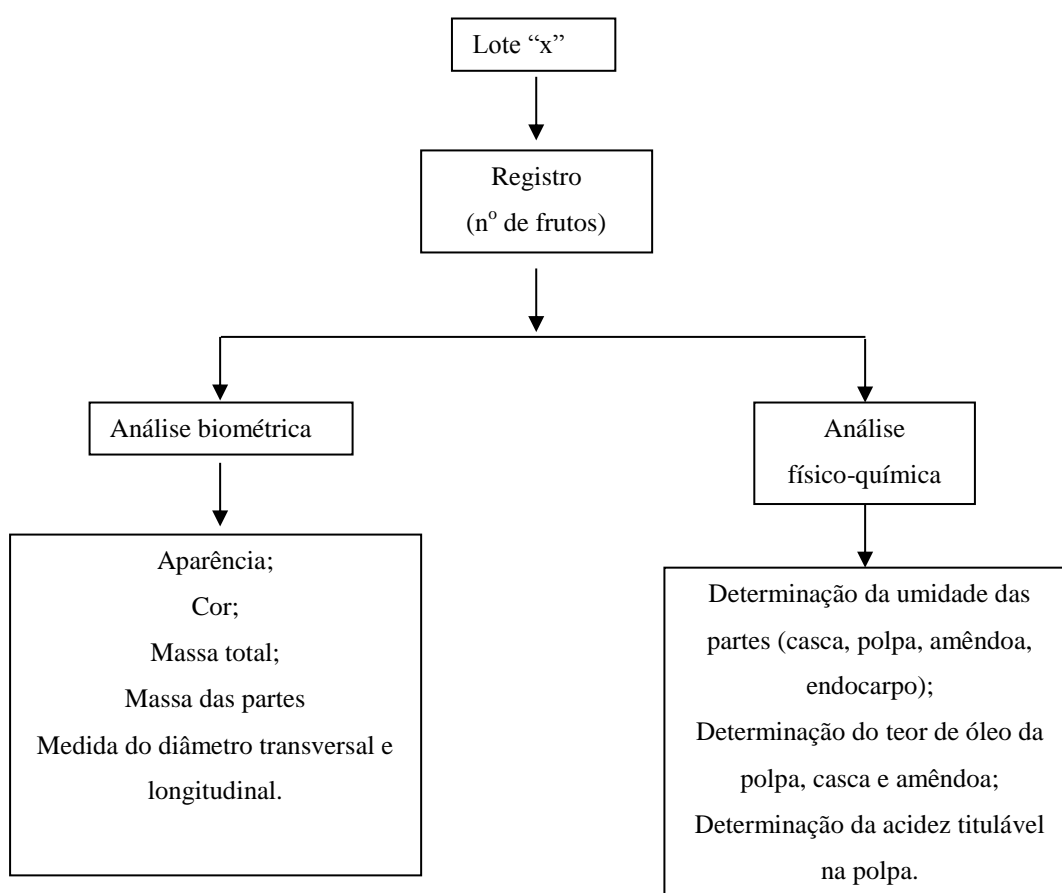 Lote “x”
Registro
(nº de frutos)
Análise biométrica
Aparência;
Cor;
Massa total;
Massa das partes
Medida do diâmetro transversal e
longitudinal.
Análise
físico-química
Determinação da umidade das
partes (casca, polpa, amêndoa,
endocarpo);
Determinação do teor de óleo da
polpa, casca e amêndoa;
Determinação da acidez titulável
na polpa.